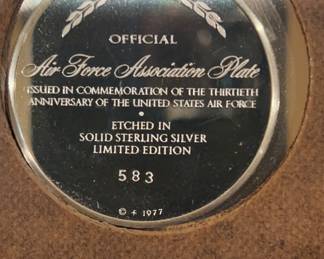 OFFICIAL
Air Force Association Plate
ISSUED IN COMMEMORATION OF THE THIRTIETH
ANNIVERSARY OF THE UNITED STATES AIR FORCE
ETCHED IN
SOLID STERLING SILVER
LIMITED EDITION
583
© 1977